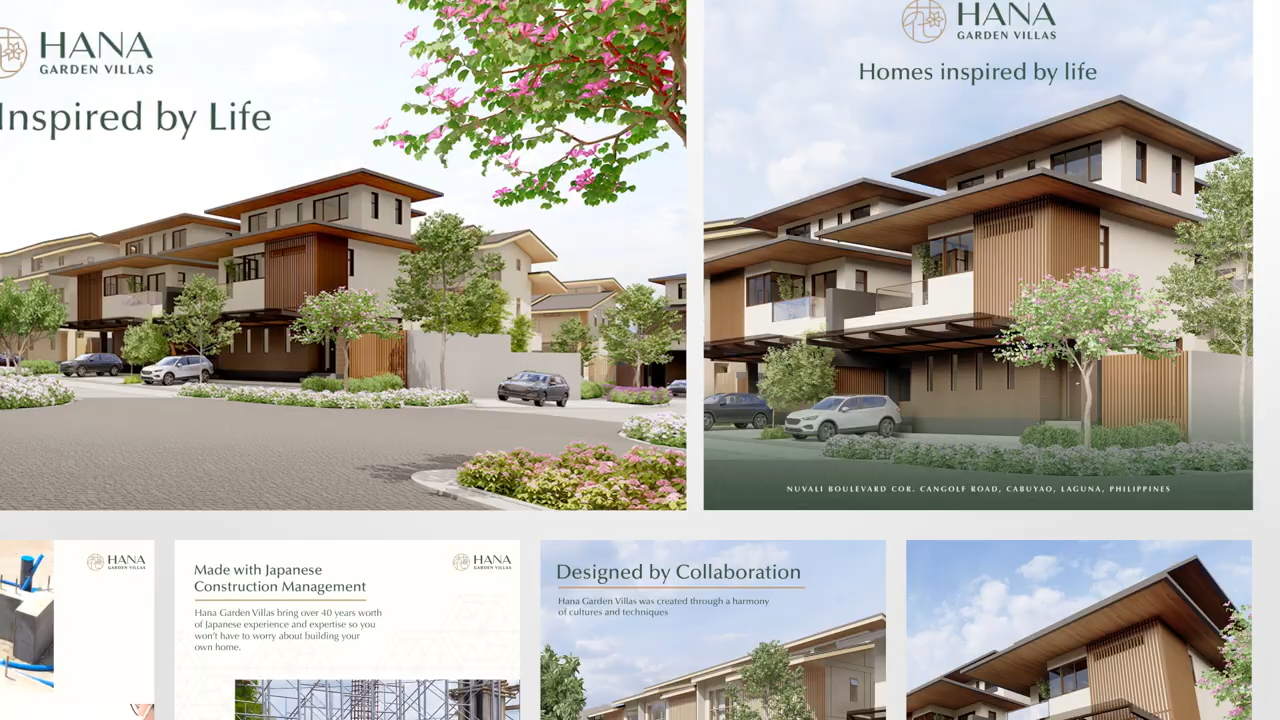 HANA
GARDEN VILLAS
Inspired by Life
HANA
GARDEN VILLAS
Homes inspired by life
NUVALI BOULEVARD COR. CANGOLF ROAD, CABUYAO, LAGUNA, PHILIPPINES
HANA
GARDEN VILLAS
Made with Japanese
Construction Management
HANA
GARDEN VILLAS
Hana Garden Villas bring over 40 years worth
of Japanese experience and expertise so you
won't have to worry about building your
own home.
Designed by Collaboration
Hana Garden Villas was created through a harmony
of cultures and techniques